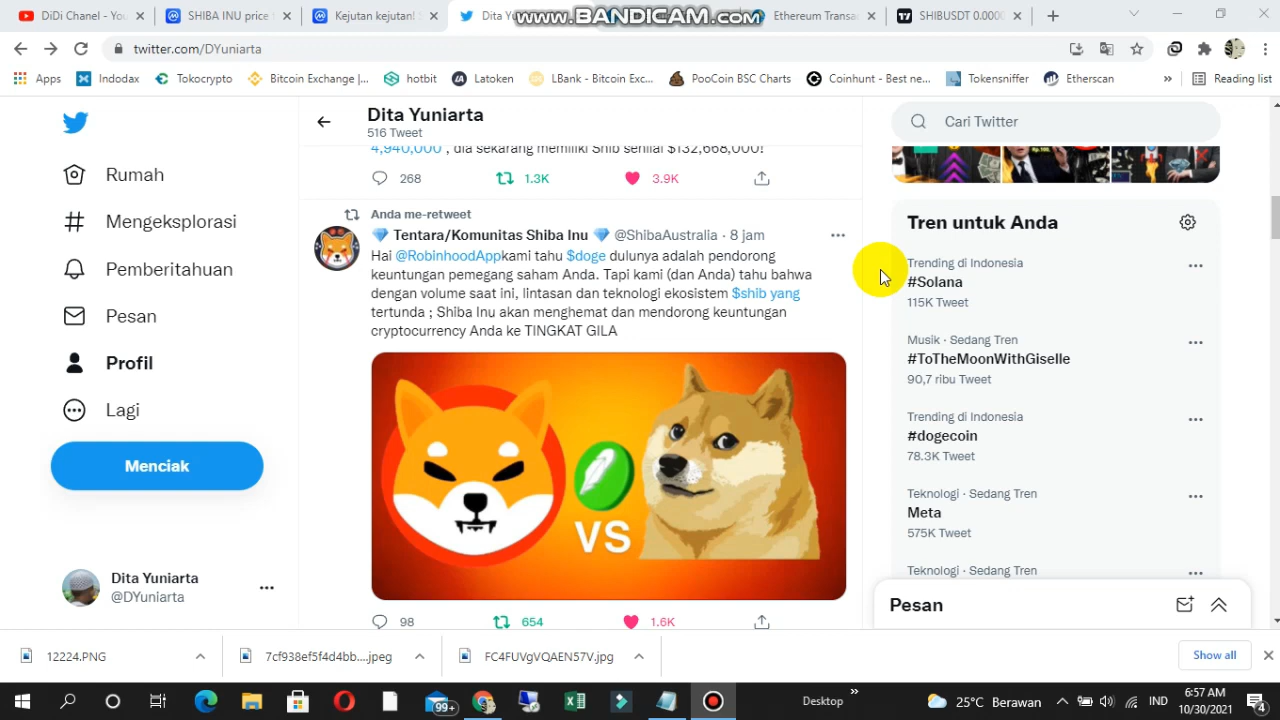 DiDi Chanel - You
SHIBA INU price
Kejutan kejutan!
Dita Yu
Ethereum Transa
SHIBUSDT 0.0000
www.BANDICAM.com
twitter.com/DYuniarta
Apps
Indodax
Tokocrypto
Bitcoin Exchange |...
hotbit
Latoken
LBank - Bitcoin Exc...
PooCoin BSC Charts
Coinhunt - Best ne...
Tokensniffer
Etherscan
»
Reading list
Dita Yuniarta
516 Tweet
Cari Twitter
4,940,000 , dia sekarang memiliki Shib senilai $132,668,000!
268
1.3K
3.9K
Rumah
Mengeksplorasi
Pemberitahuan
Pesan
Profil
Lagi
Menciak
Dita Yuniarta
@DYuniarta
Anda me-retweet
Tentara/Komunitas Shiba Inu @ShibaAustralia · 8 jam
Hai @RobinhoodAppkami tahu $doge dulunya adalah pendorong
keuntungan pemegang saham Anda. Tapi kami (dan Anda) tahu bahwa
dengan volume saat ini, lintasan dan teknologi ekosistem $shib yang
tertunda ; Shiba Inu akan menghemat dan mendorong keuntungan
cryptocurrency Anda ke TINGKAT GILA
VS
98
654
1.6K
Tren untuk Anda
Trending di Indonesia
#Solana
115K Tweet
Musik · Sedang Tren
#ToTheMoonWithGiselle
90,7 ribu Tweet
Trending di Indonesia
#dogecoin
78.3K Tweet
Teknologi · Sedang Tren
Meta
575K Tweet
Teknologi · Sedang Tren
Pesan
12224.PNG
7cf938ef5f4d4bb....jpeg
FC4FUVgVQAEN57V.jpg
Show all
99+
Desktop
»
25°C Berawan
IND
6:57 AM
10/30/2021
4